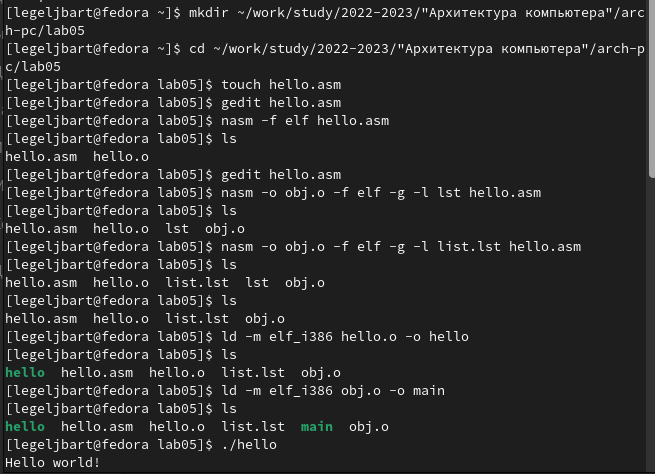 [legeljbart@fedora ~]$ mkdir ~/work/study/2022-2023/"Архитектура компьютера"/arc
h-pc/lab05
[legeljbart@fedora ~]$ cd ~/work/study/2022-2023/"Архитектура компьютера"/arch-p
c/lab05
[legeljbart@fedora lab05]$ touch hello.asm
[legeljbart@fedora lab05]$ gedit hello.asm
[legeljbart@fedora lab05]$ nasm -f elf hello.asm
[legeljbart@fedora lab05]$ ls
hello.asm  hello.o
[legeljbart@fedora lab05]$ gedit hello.asm
[legeljbart@fedora lab05]$ nasm -o obj.o -f elf -g -l lst hello.asm
[legeljbart@fedora lab05]$ ls
hello.asm  hello.o  lst  obj.o
[legeljbart@fedora lab05]$ nasm -o obj.o -f elf -g -l list.lst hello.asm
[legeljbart@fedora lab05]$ ls
hello.asm  hello.o  list.lst  lst  obj.o
[legeljbart@fedora lab05]$ ls
hello.asm  hello.o  list.lst  obj.o
[legeljbart@fedora lab05]$ ld -m elf_i386 hello.o -o hello
[legeljbart@fedora lab05]$ ls
hello  hello.asm  hello.o  list.lst  obj.o
[legeljbart@fedora lab05]$ ld -m elf_i386 obj.o -o main
[legeljbart@fedora lab05]$ ls
hello  hello.asm  hello.o  list.lst  main  obj.o
[legeljbart@fedora lab05]$ ./hello
Hello world!